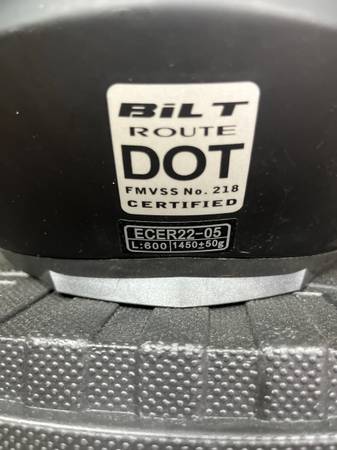 BiLT
ROUTE
DOT
FMVSS No. 218
CERTIFIED
ECER22-05
L:600 1450±50g